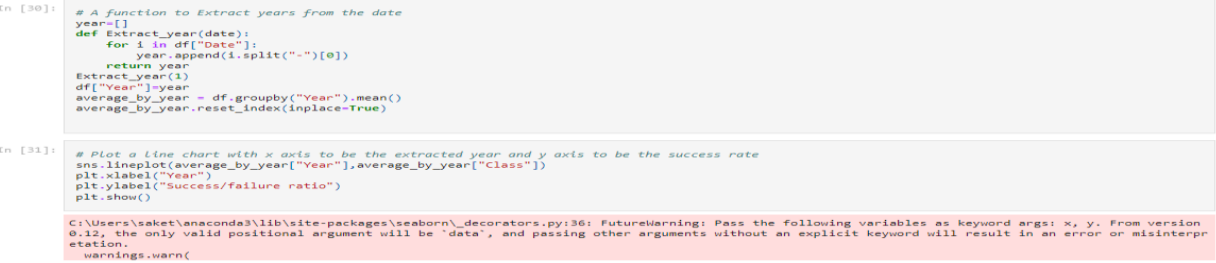 In [30]:
# A function to Extract years from the date
year=[]
def Extract_year(date):
    for i in df["Date"]:
        year.append(i.split("-")[0])
    return year
Extract_year(1)
df["Year"]=year
average_by_year = df.groupby("Year").mean()
average_by_year.reset_index(inplace=True)
In [31]:
# Plot a line chart with x axis to be the extracted year and y axis to be the success rate
sns.lineplot(average_by_year["Year"],average_by_year["Class"])
plt.xlabel("Year")
plt.ylabel("Success/failure ratio")
plt.show()
C:\Users\saket\anaconda3\lib\site-packages\seaborn\_decorators.py:36: FutureWarning: Pass the following variables as keyword args: x, y. From version
0.12, the only valid positional argument will be `data`, and passing other arguments without an explicit keyword will result in an error or misinterpr
etation.
  warnings.warn(